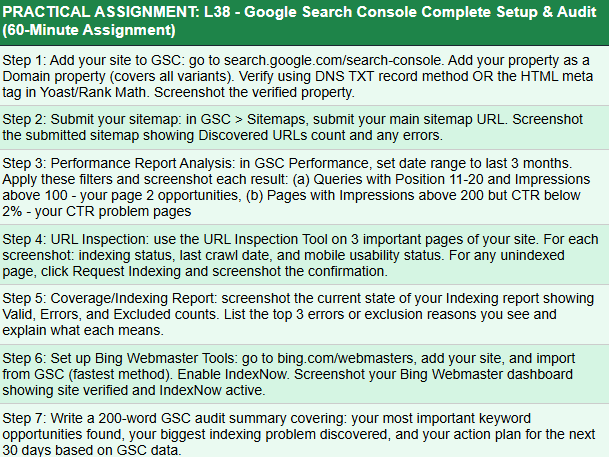 PRACTICAL ASSIGNMENT: L38 - Google Search Console Complete Setup & Audit
(60-Minute Assignment)
Step 1: Add your site to GSC: go to search.google.com/search-console. Add your property as a
Domain property (covers all variants). Verify using DNS TXT record method OR the HTML meta
tag in Yoast/Rank Math. Screenshot the verified property.
Step 2: Submit your sitemap: in GSC > Sitemaps, submit your main sitemap URL. Screenshot
the submitted sitemap showing Discovered URLs count and any errors.
Step 3: Performance Report Analysis: in GSC Performance, set date range to last 3 months.
Apply these filters and screenshot each result: (a) Queries with Position 11-20 and Impressions
above 100 - your page 2 opportunities, (b) Pages with Impressions above 200 but CTR below
2% - your CTR problem pages
Step 4: URL Inspection: use the URL Inspection Tool on 3 important pages of your site. For each
screenshot: indexing status, last crawl date, and mobile usability status. For any unindexed
page, click Request Indexing and screenshot the confirmation.
Step 5: Coverage/Indexing Report: screenshot the current state of your Indexing report showing
Valid, Errors, and Excluded counts. List the top 3 errors or exclusion reasons you see and
explain what each means.
Step 6: Set up Bing Webmaster Tools: go to bing.com/webmasters, add your site, and import
from GSC (fastest method). Enable IndexNow. Screenshot your Bing Webmaster dashboard
showing site verified and IndexNow active.
Step 7: Write a 200-word GSC audit summary covering: your most important keyword
opportunities found, your biggest indexing problem discovered, and your action plan for the next
30 days based on GSC data.